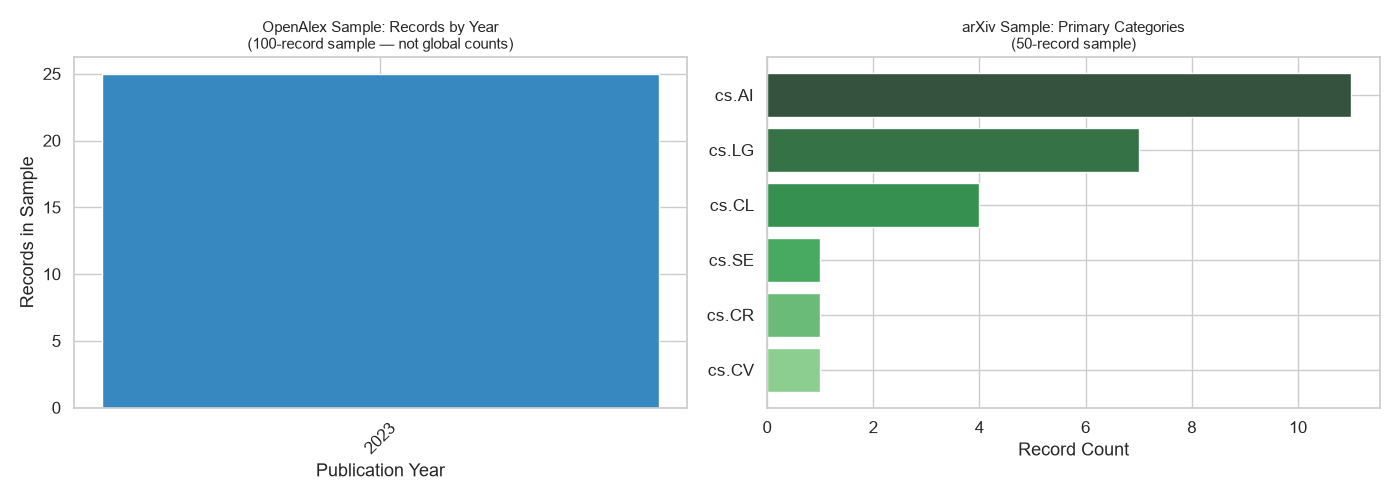 OpenAlex Sample: Records by Year
(100-record sample — not global counts)
25
20
15
10
5
0
Records in Sample
2023
Publication Year
arXiv Sample: Primary Categories
(50-record sample)
cs.AI
cs.LG
cs.CL
cs.SE
cs.CR
cs.CV
0 2 4 6 8 10
Record Count